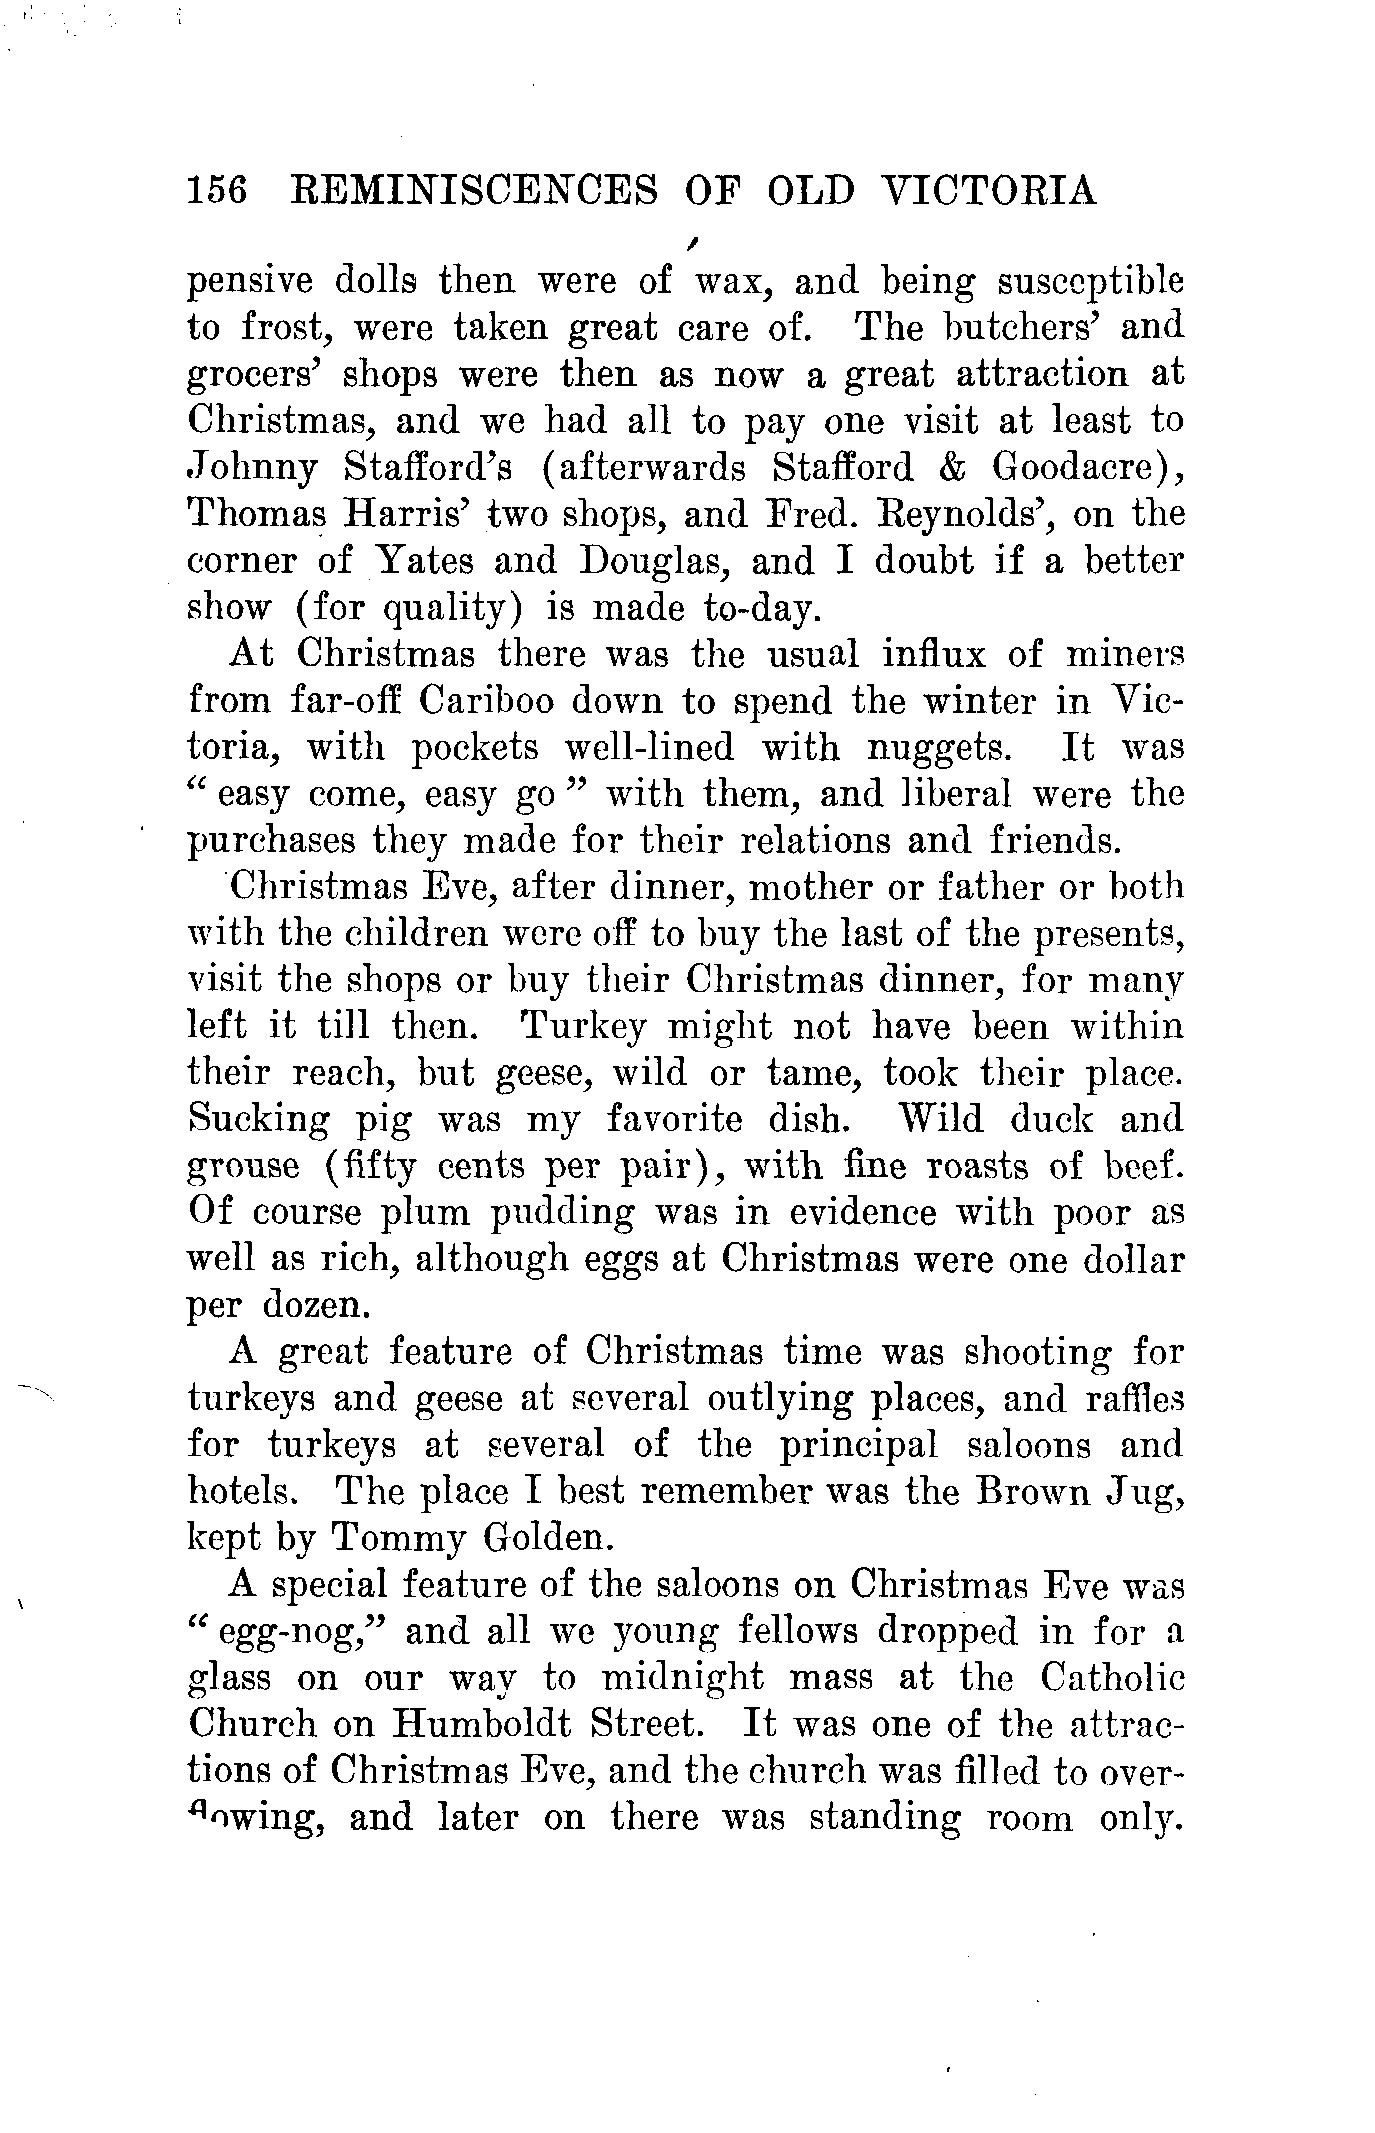 156 REMINISCENCES OF OLD VICTORIA
pensive dolls then were of wax, and being susceptible
to frost, were taken great care of. The butchers' and
grocers' shops were then as now a great attraction at
Christmas, and we had all to pay one visit at least to
Johnny Stafford's (afterwards Stafford & Goodacre),
Thomas Harris' two shops, and Fred. Reynolds', on the
corner of Yates and Douglas, and I doubt if a better
show (for quality) is made to-day.
At Christmas there was the usual influx of miners
from far-off Cariboo down to spend the winter in Vic-
toria, with pockets well-lined with nuggets. It was
" easy come, easy go " with them, and liberal were the
purchases they made for their relations and friends.
Christmas Eve, after dinner, mother or father or both
with the children were off to buy the last of the presents,
visit the shops or buy their Christmas dinner, for many
left it till then. Turkey might not have been within
their reach, but geese, wild or tame, took their place.
Sucking pig was my favorite dish. Wild duck and
grouse (fifty cents per pair), with fine roasts of beef.
Of course plum pudding was in evidence with poor as
well as rich, although eggs at Christmas were one dollar
per dozen.
A great feature of Christmas time was shooting for
turkeys and geese at several outlying places, and raffles
for turkeys at several of the principal saloons and
hotels. The place I best remember was the Brown Jug,
kept by Tommy Golden.
A special feature of the saloons on Christmas Eve was
" egg-nog," and all we young fellows dropped in for a
glass on our way to midnight mass at the Catholic
Church on Humboldt Street. It was one of the attrac-
tions of Christmas Eve, and the church was filled to over-
flowing, and later on there was standing room only.